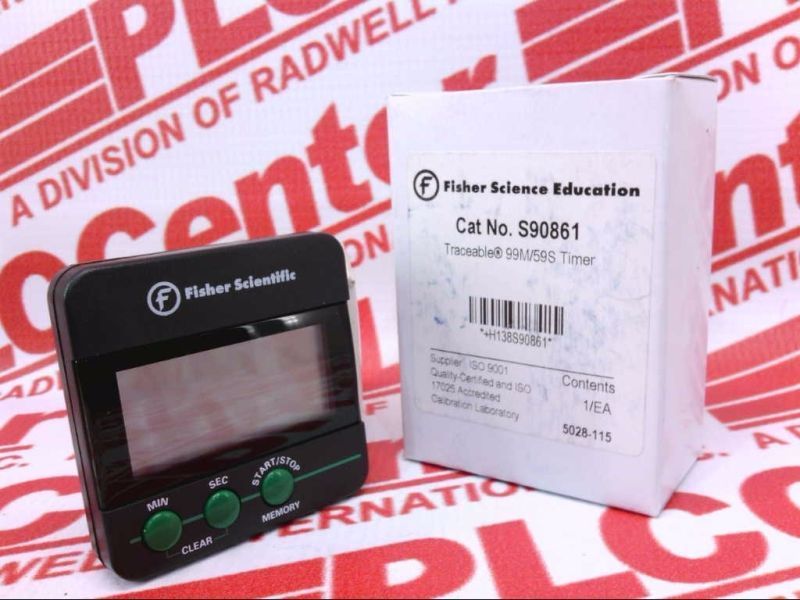 PLCCenter
A DIVISION OF RADWELL INTERNATIONAL
F Fisher Scientific
MIN
SEC
START/STOP
CLEAR
MEMORY
F Fisher Science Education
Cat No. S90861
Traceable® 99M/59S Timer
*+H138S90861*
Supplier: ISO 9001
Quality-Certified and ISO
17025 Accredited
Calibration Laboratory
Contents
1/EA
5028-115